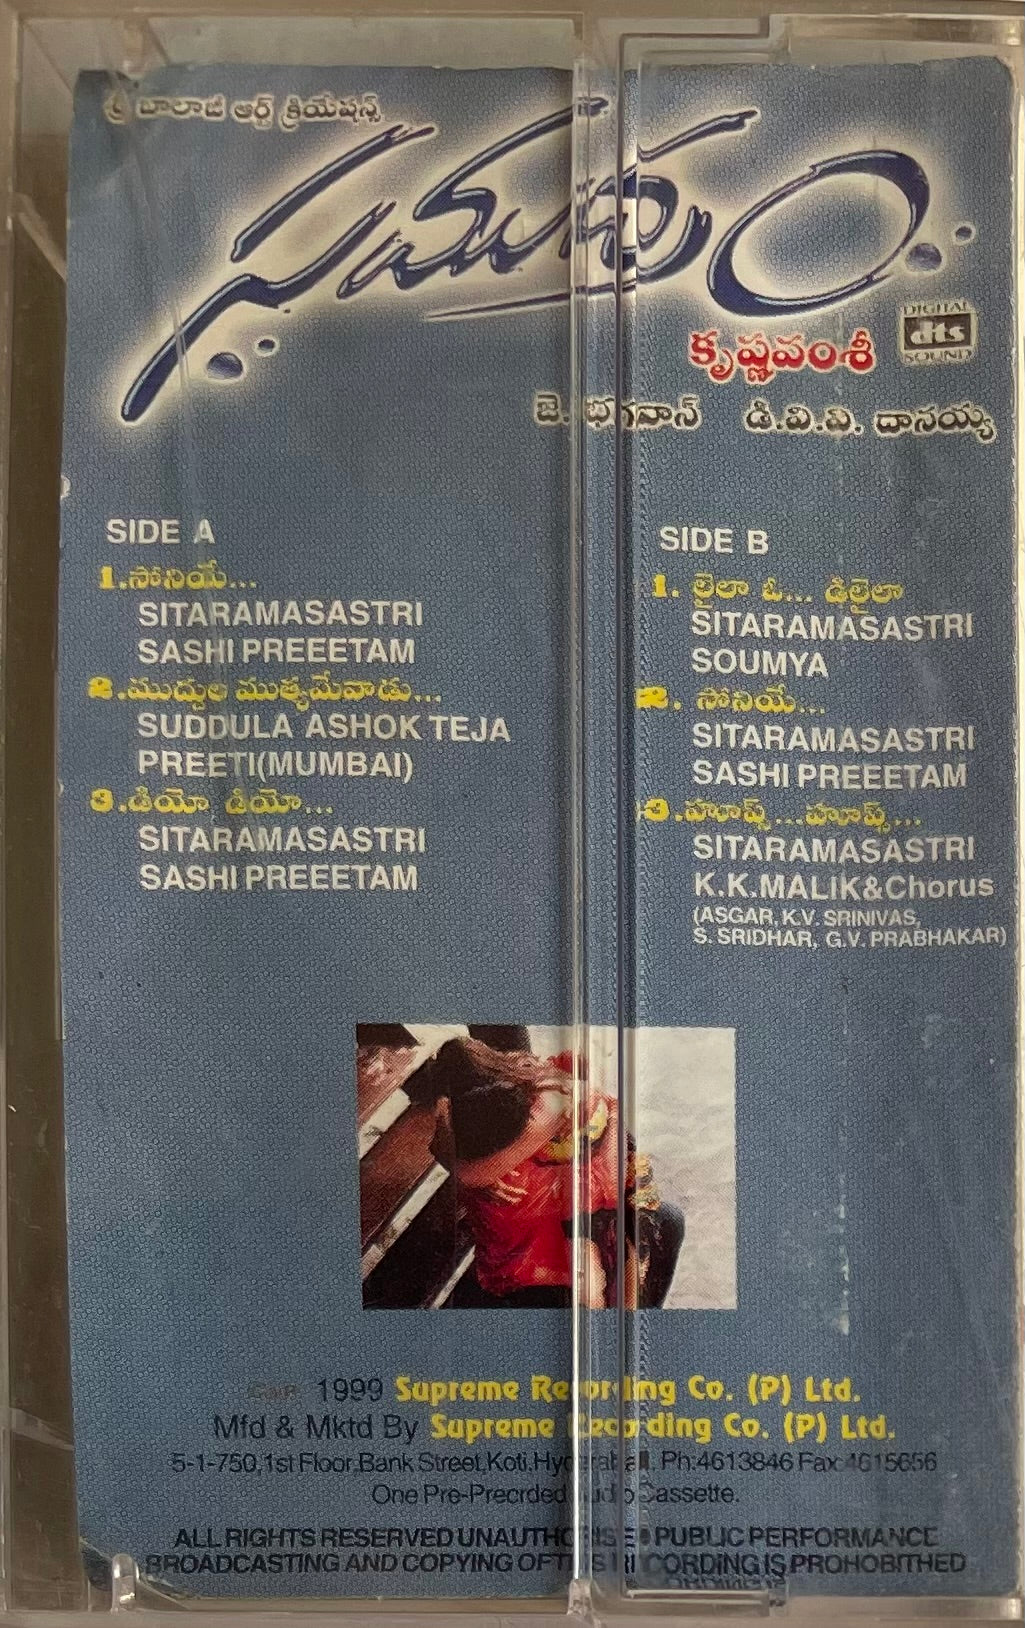 శ్రీ బాలాజీ ఆర్ట్ క్రియేషన్స్
సముద్రం
DIGITAL
dts
SOUND
కృష్ణవంశీ
జె. భగవాన్ డి.వి.వి. దానయ్య
SIDE A
1.సోనియే...
SITARAMASASTRI
SASHI PREEETAM
2.ముద్దుల ముత్యమేవాడు...
SUDDULA ASHOK TEJA
PREETI(MUMBAI)
3.డీయో డీయో...
SITARAMASASTRI
SASHI PREEETAM
SIDE B
1. లైలా ఓ... డిలైలా
SITARAMASASTRI
SOUMYA
2. సోనియే...
SITARAMASASTRI
SASHI PREEETAM
3.హూష్...హూష్...
SITARAMASASTRI
K.K.MALIK&Chorus
(ASGAR, K.V. SRINIVAS,
S. SRIDHAR, G.V. PRABHAKAR)
1999 Supreme Recording Co. (P) Ltd.
Mfd & Mktd By Supreme Recording Co. (P) Ltd.
5-1-750,1st Floor,Bank Street,Koti,Hyderabad. Ph:4613846 Fax:4615656
One Pre-Precrded Audio Cassette.
ALL RIGHTS RESERVED UNAUTHORISED PUBLIC PERFORMANCE
BROADCASTING AND COPYING OF THIS RECORDING IS PROHOBITHED